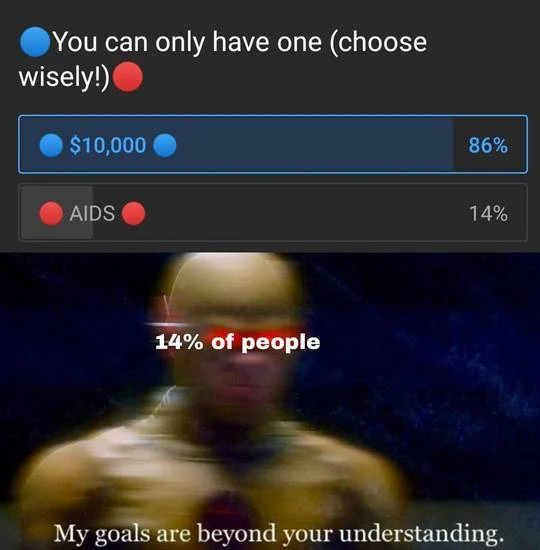 🔵You can only have one (choose
wisely!)🔴
🔵 $10,000 🔵 86%
🔴 AIDS 🔴 14%
14% of people
My goals are beyond your understanding.